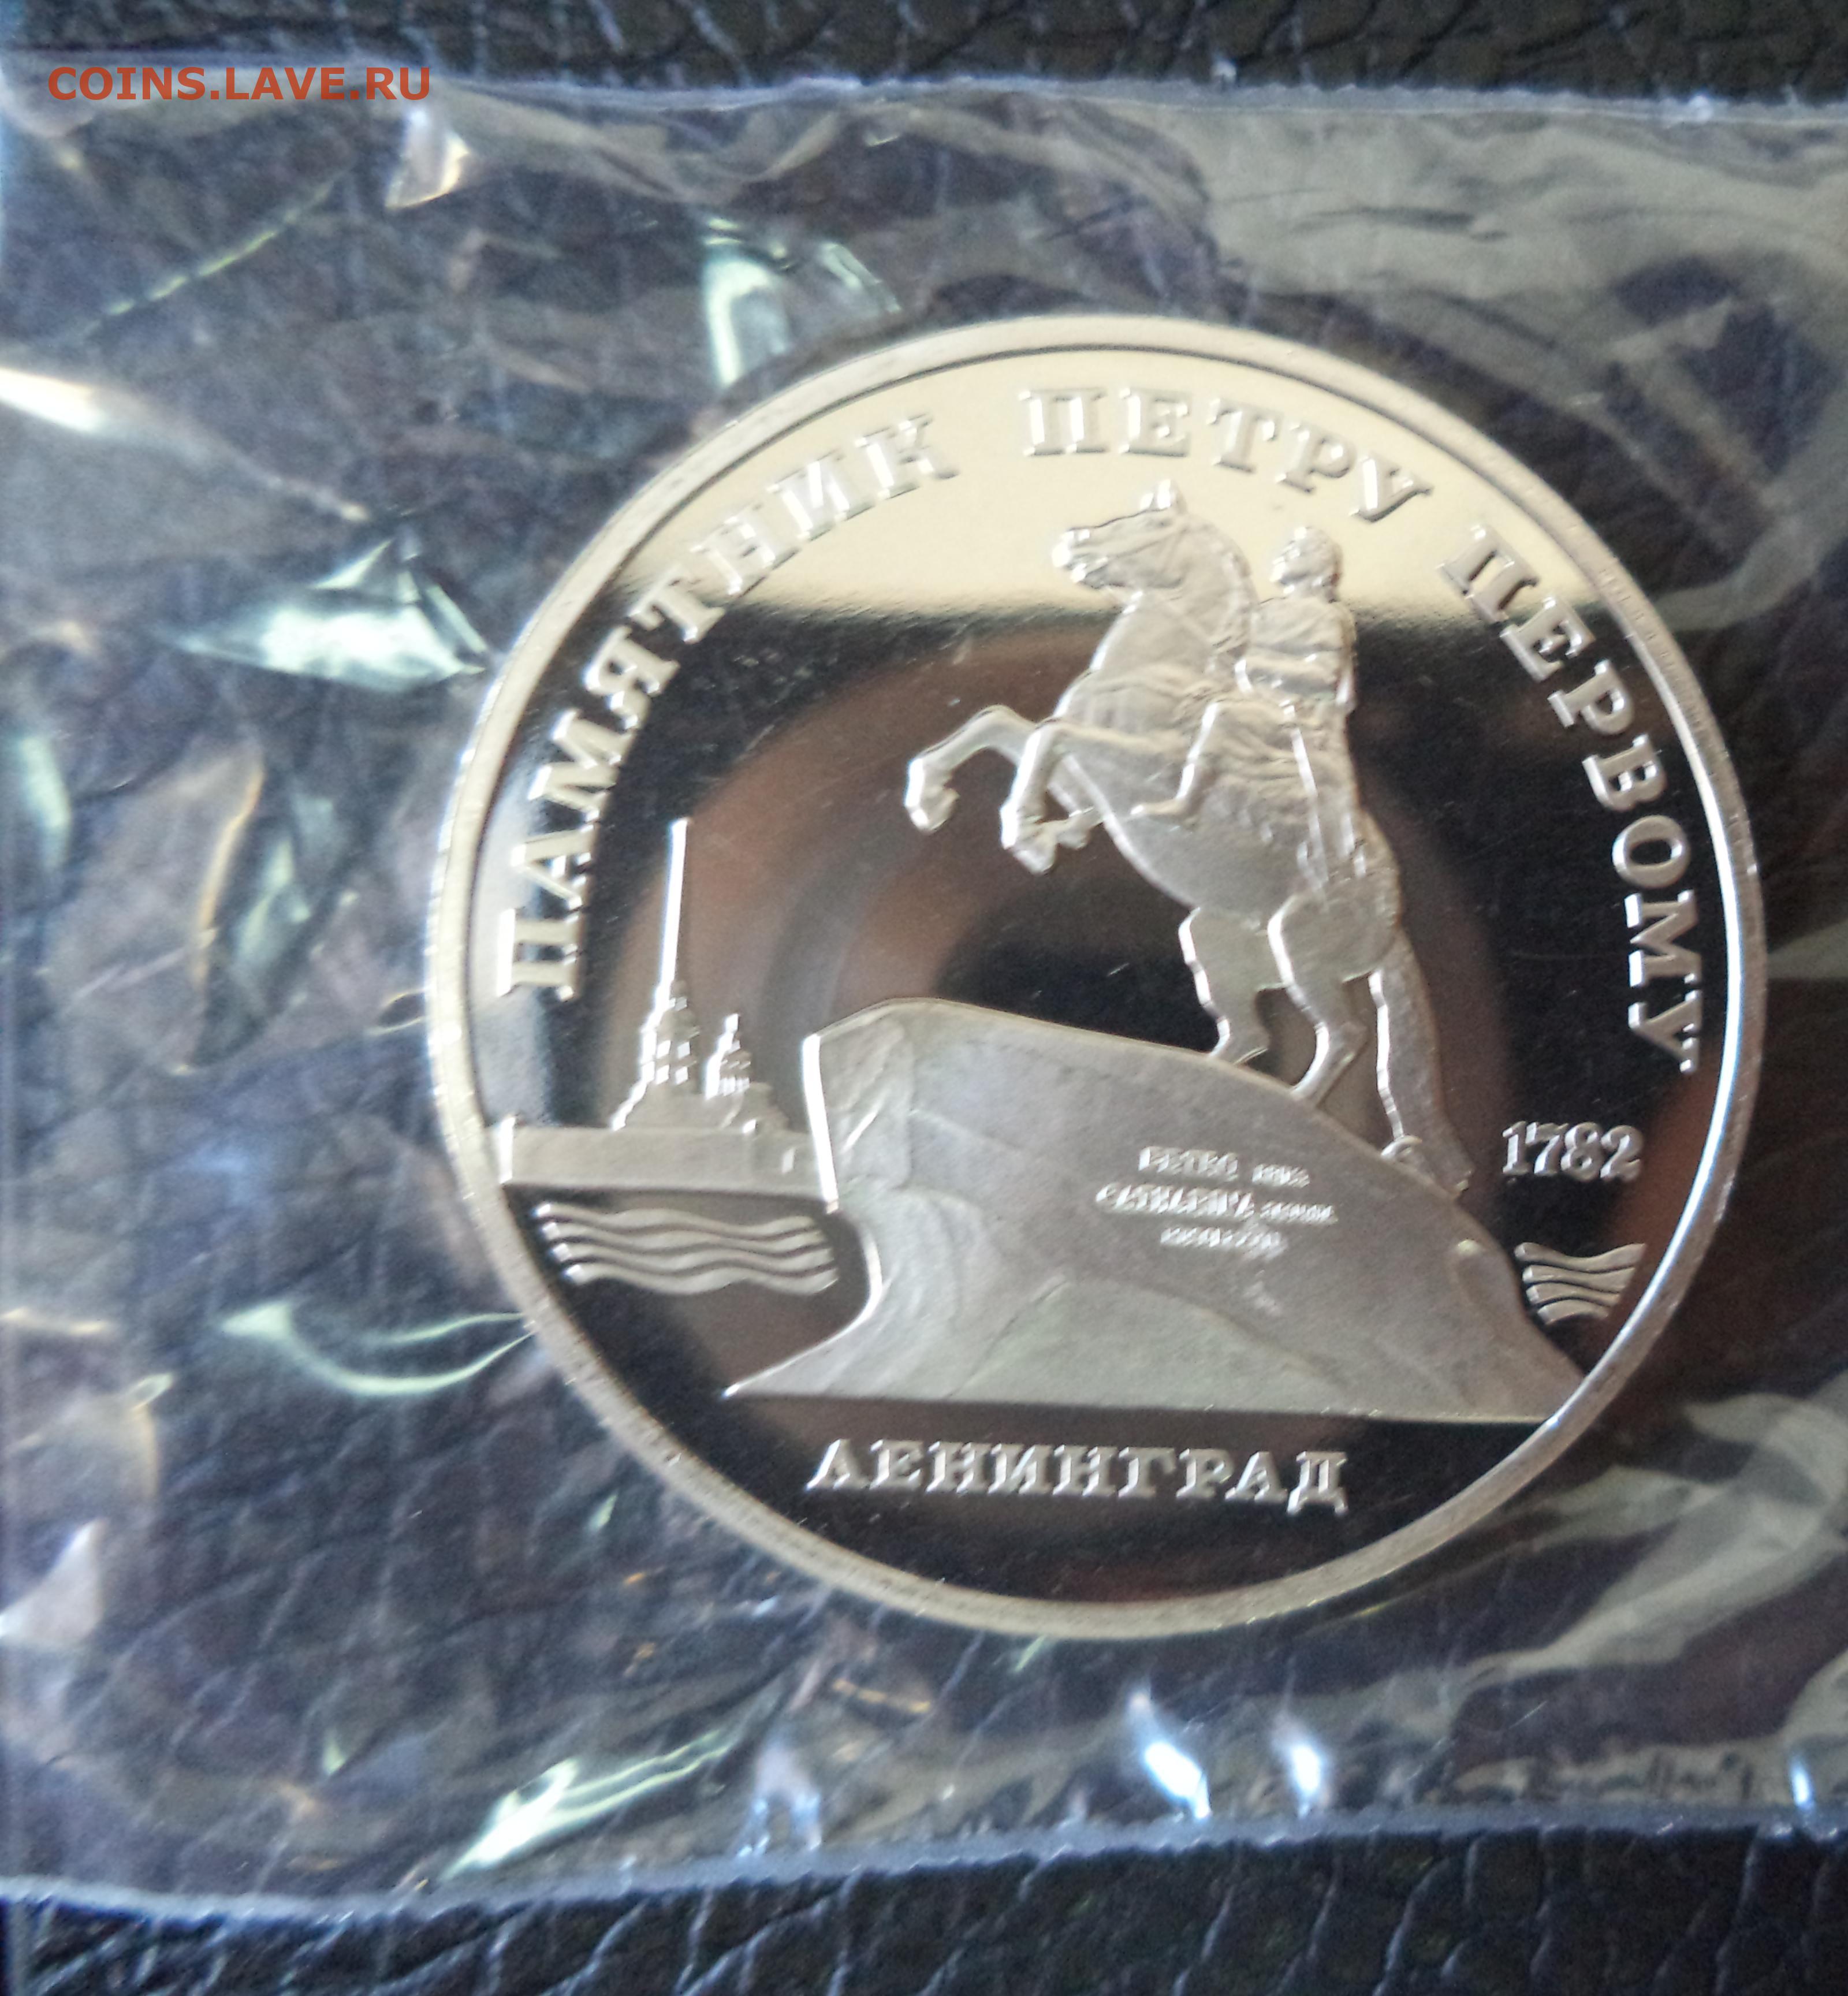 COINS.LAVE.RU
ПАМЯТНИК ПЕТРУ ПЕРВОМУ
1782
ЛЕНИНГРАД